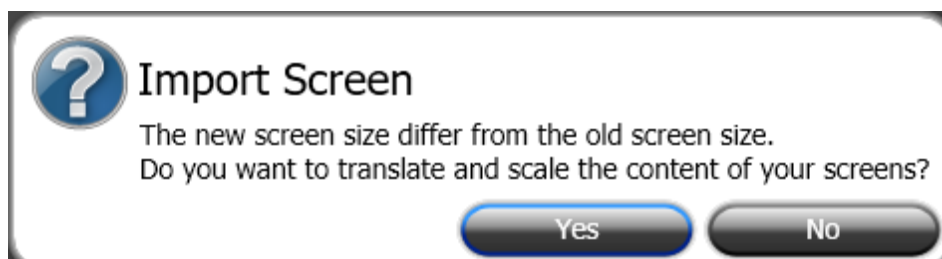 Import Screen
The new screen size differ from the old screen size.
Do you want to translate and scale the content of your screens?
Yes No